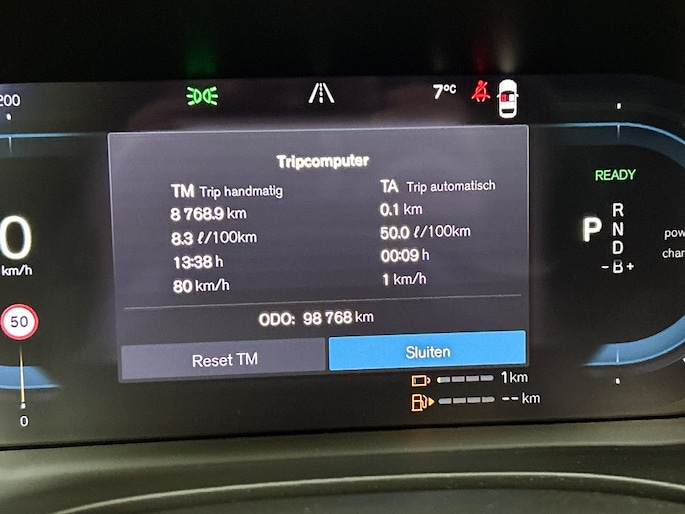 200
7°C
Tripcomputer
TM Trip handmatig
TA Trip automatisch
8 768.9 km
0.1 km
8.3 ℓ/100km
50.0 ℓ/100km
13:38 h
00:09 h
80 km/h
1 km/h
ODO: 98 768 km
Reset TM
Sluiten
1 km
-- km
0
km/h
50
0
READY
P
R
N
D
- B +